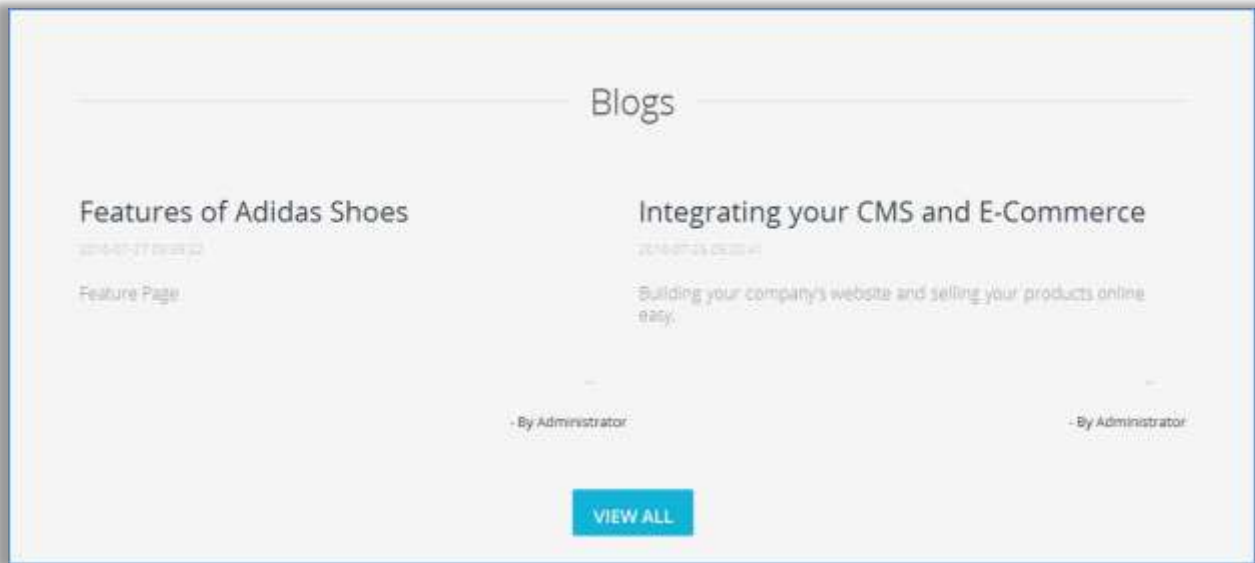 Blogs
Features of Adidas Shoes
Feature Page
- By Administrator
Integrating your CMS and E-Commerce
Building your company's website and selling your products online
easy.
- By Administrator
VIEW ALL